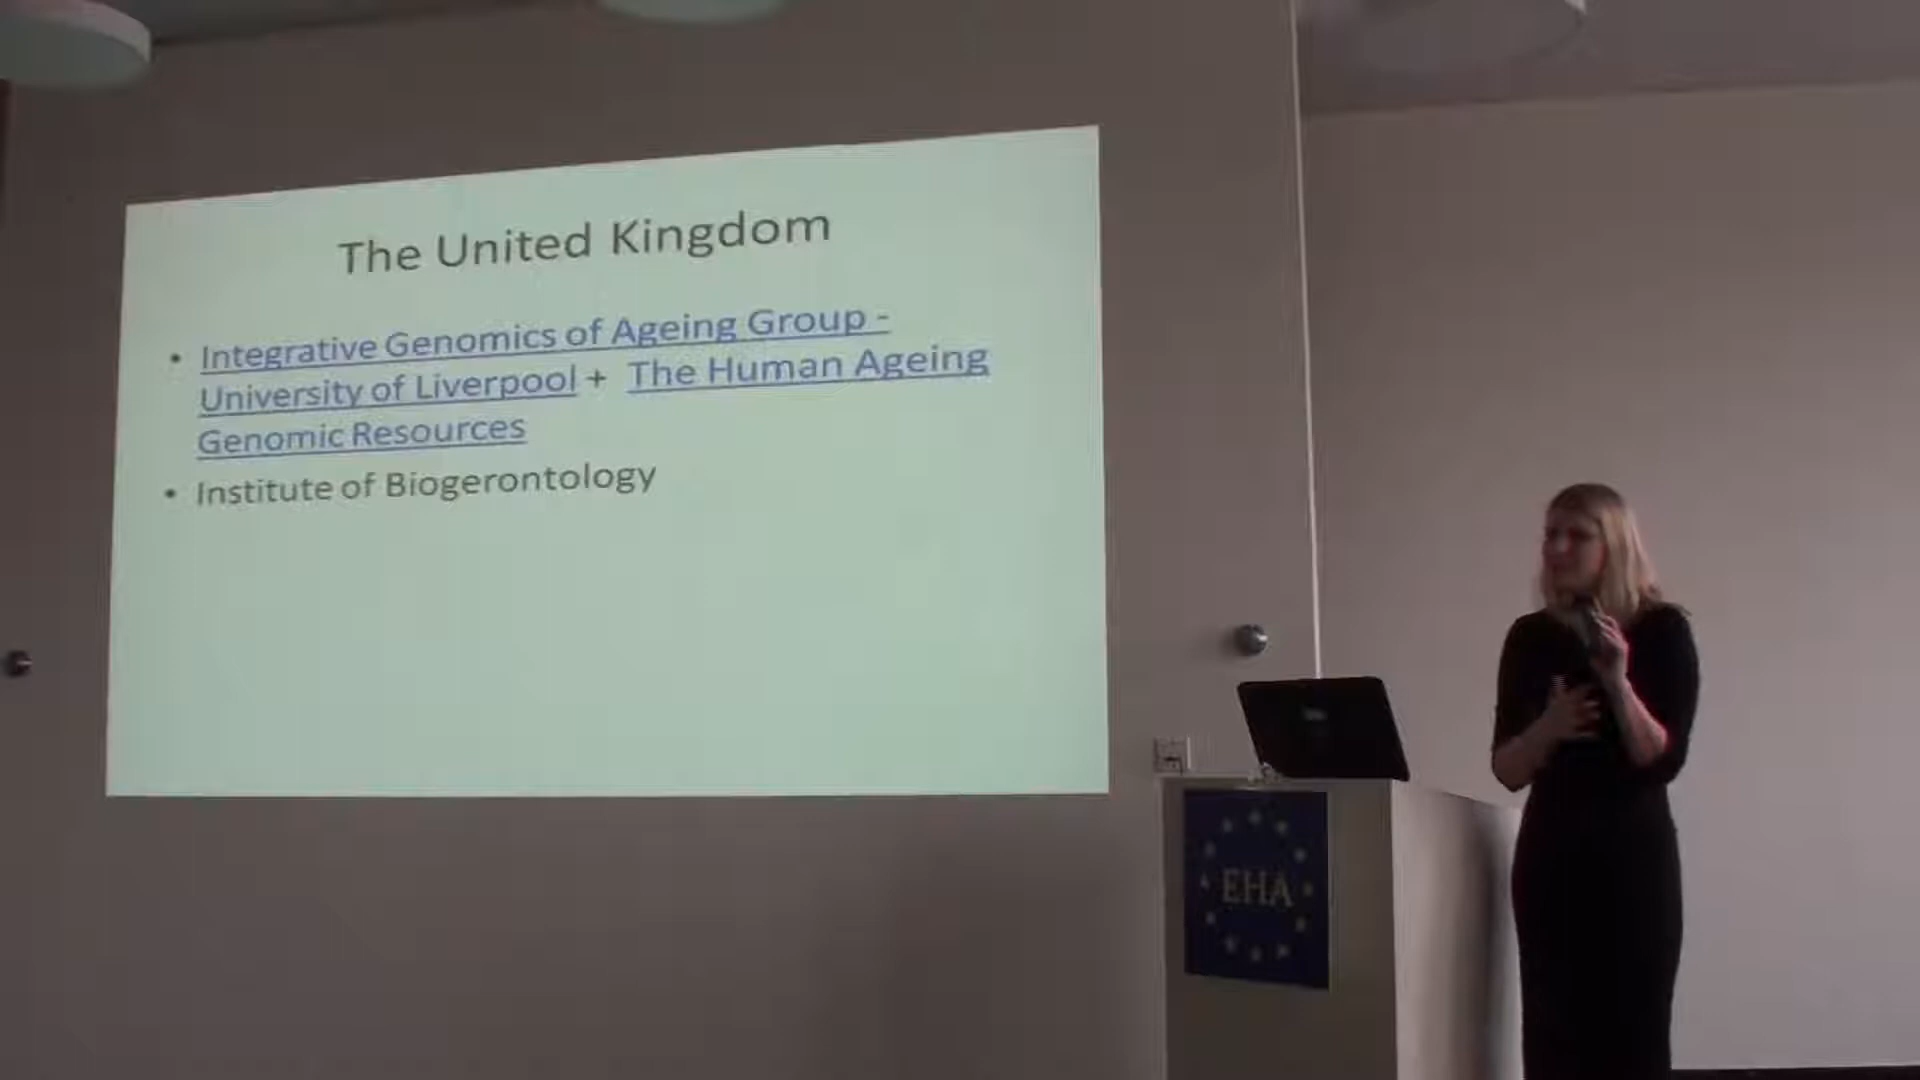 The United Kingdom
• Integrative Genomics of Ageing Group -
University of Liverpool + The Human Ageing
Genomic Resources
• Institute of Biogerontology
EHA